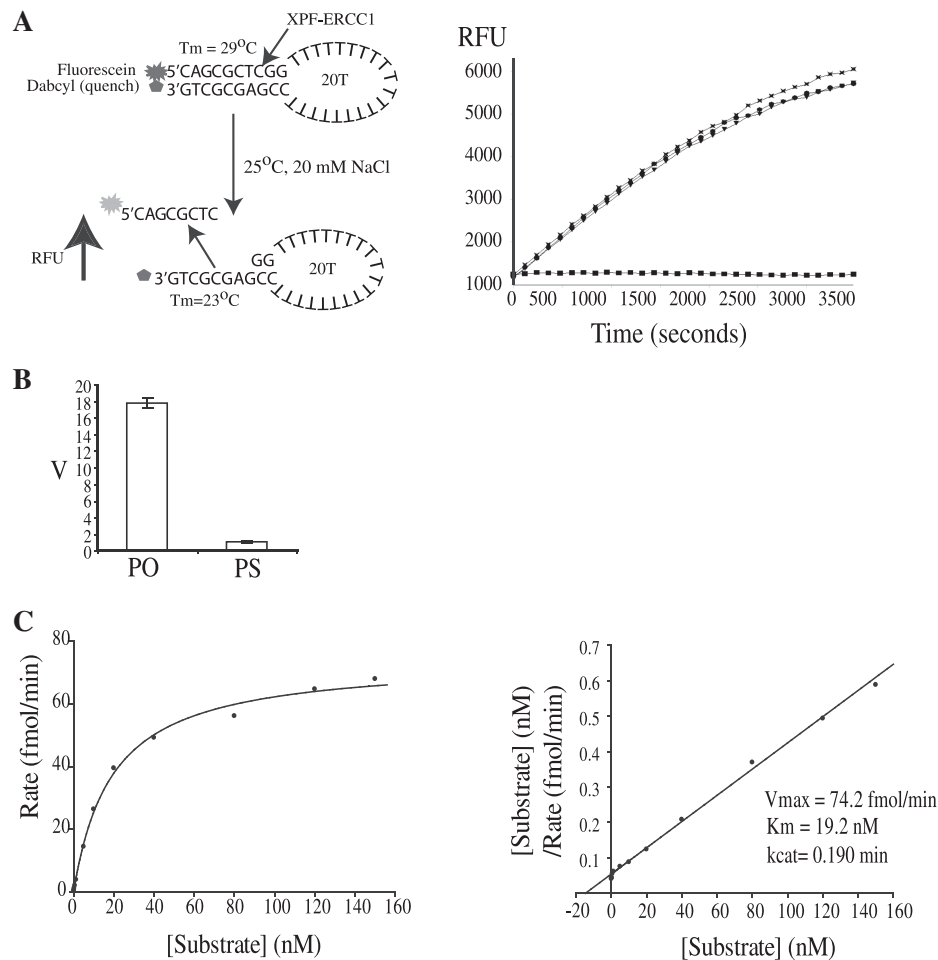 A
XPF-ERCC1
Tm = 29°C
Fluorescein
5'CAGCGCTCGG
Dabcyl (quench)
3'GTCGCGAGCC
20T
25°C, 20 mM NaCl
5'CAGCGCTC
RFU
GG
3'GTCGCGAGCC
20T
Tm=23°C
RFU
6000
5000
4000
3000
2000
1000
0 500 1000 1500 2000 2500 3000 3500
Time (seconds)
B
V
20
18
16
14
12
10
8
6
4
2
0
PO PS
C
Rate (fmol/min)
80
60
40
20
0
0 20 40 60 80 100 120 140 160
[Substrate] (nM)
[Substrate] (nM)
/Rate (fmol/min)
0.7
0.6
0.5
0.4
0.3
0.2
0.1
Vmax = 74.2 fmol/min
Km = 19.2 nM
kcat= 0.190 min
-20 0 20 40 60 80 100 120 140 160
[Substrate] (nM)